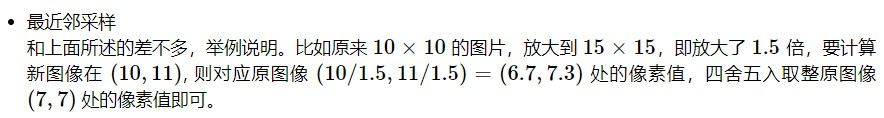 • 最近邻采样
和上面所述的差不多，举例说明。比如原来 10 × 10 的图片，放大到 15 × 15，即放大了 1.5 倍，要计算
新图像在 (10, 11), 则对应原图像 (10/1.5, 11/1.5) = (6.7, 7.3) 处的像素值，四舍五入取整原图像
(7, 7) 处的像素值即可。